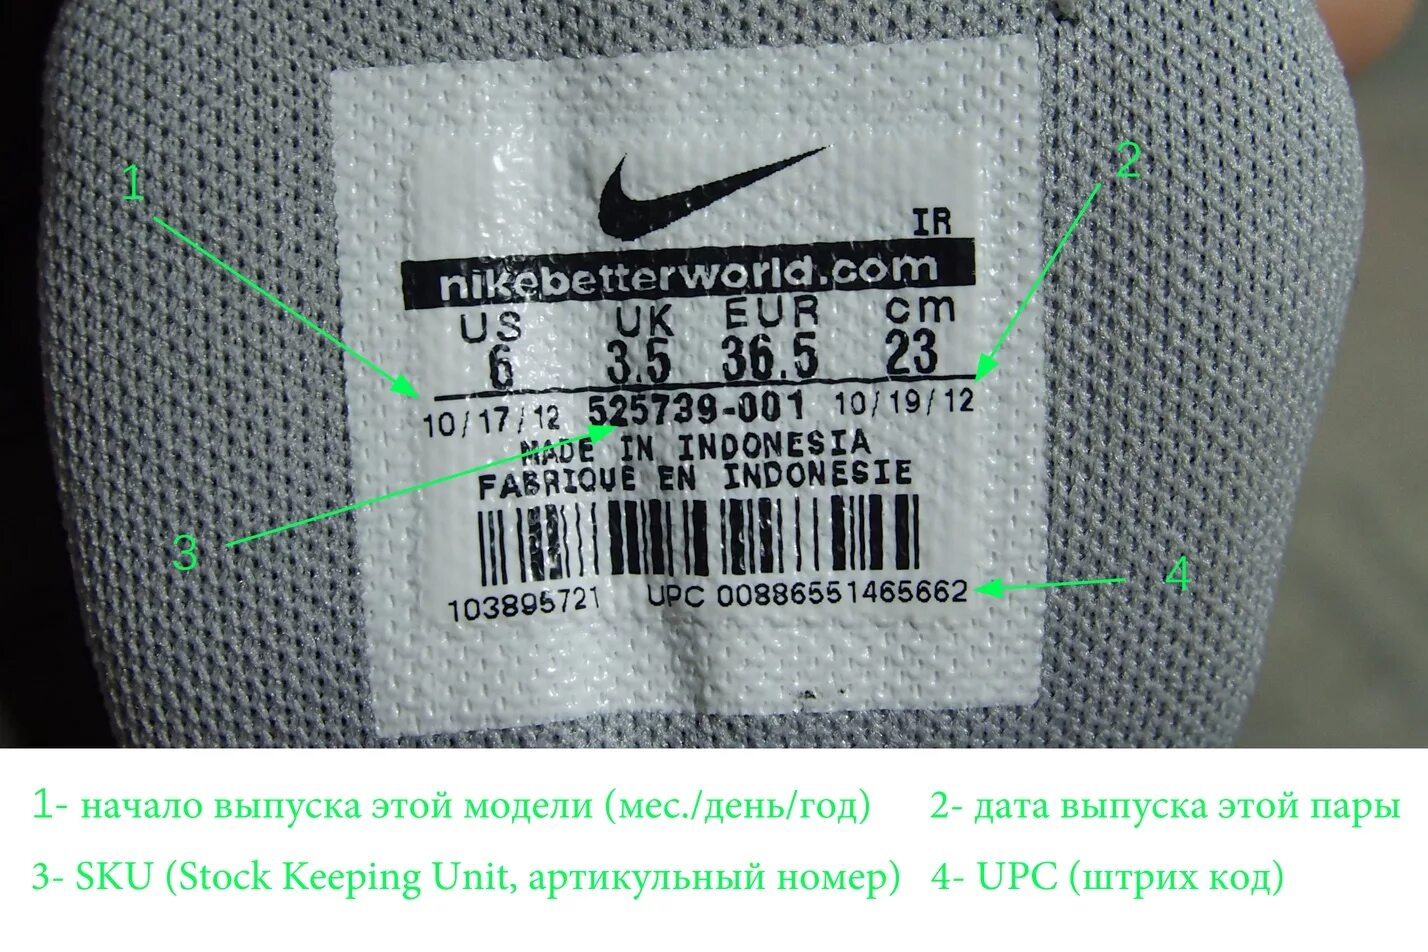 1
2
IR
nikebetterworld.com
US UK EUR cm
6 3.5 36.5 23
10/17/12 525739-001 10/19/12
MADE IN INDONESIA
FABRIQUE EN INDONESIE
3
4
103895721 UPC 00886551465662
1- начало выпуска этой модели (мес./день/год) 2- дата выпуска этой пары
3- SKU (Stock Keeping Unit, артикульный номер) 4- UPC (штрих код)